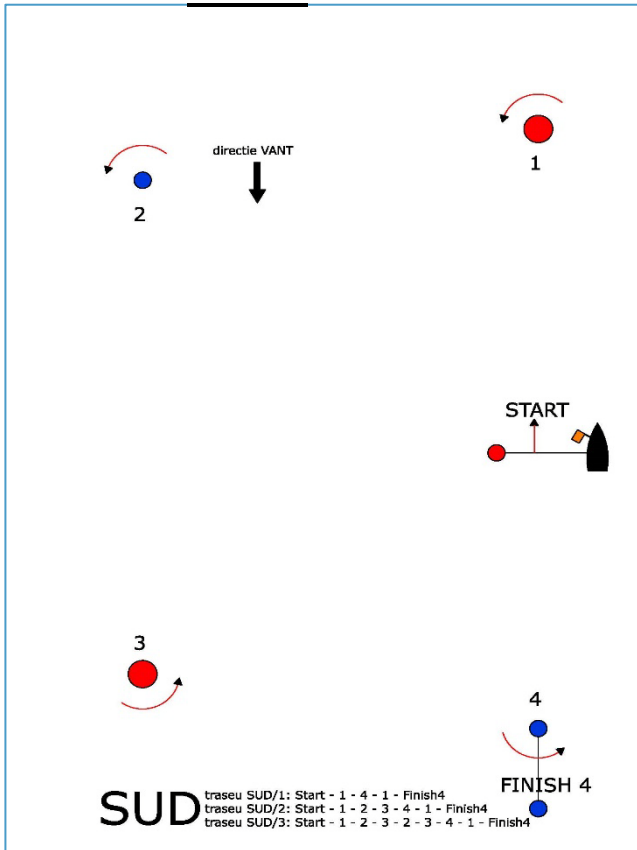 1
directie VANT
2
START
3
4
FINISH 4
SUD
traseu SUD/1: Start - 1 - 4 - 1 - Finish4
traseu SUD/2: Start - 1 - 2 - 3 - 4 - 1 - Finish4
traseu SUD/3: Start - 1 - 2 - 3 - 2 - 3 - 4 - 1 - Finish4